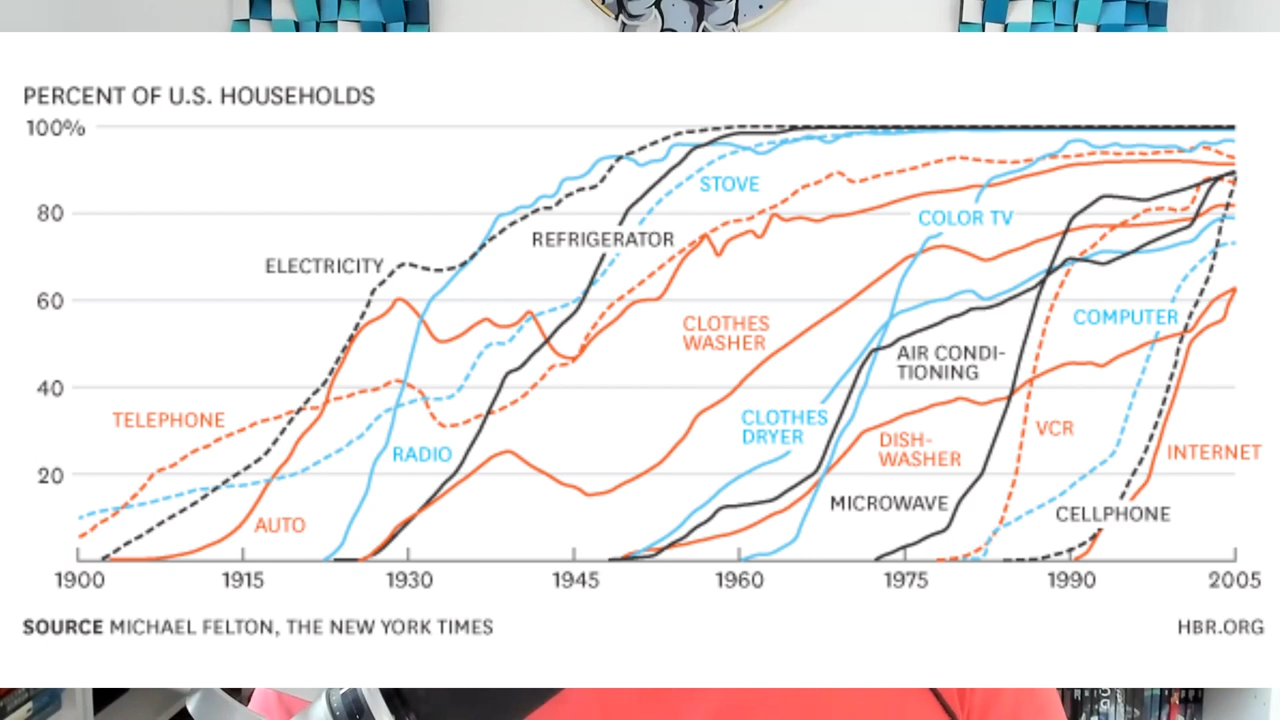 PERCENT OF U.S. HOUSEHOLDS
100%
80
60
40
20
STOVE
COLOR TV
REFRIGERATOR
ELECTRICITY
CLOTHES
WASHER
COMPUTER
AIR CONDI-
TIONING
TELEPHONE
CLOTHES
DRYER
RADIO
DISH-
WASHER
VCR
INTERNET
MICROWAVE
CELLPHONE
AUTO
1900 1915 1930 1945 1960 1975 1990 2005
SOURCE MICHAEL FELTON, THE NEW YORK TIMES
HBR.ORG